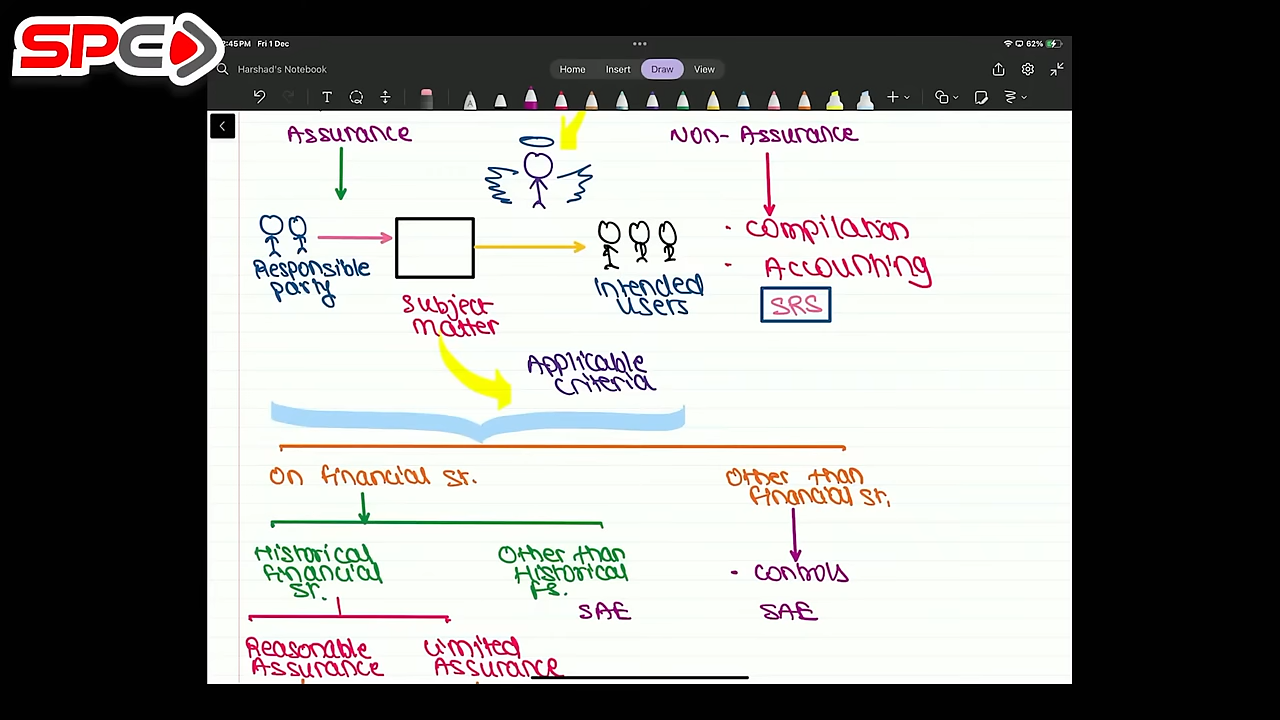 SPC
:45 PM Fri 1 Dec
62%
Harshad's Notebook
Home Insert Draw View
Assurance
Non-Assurance
Responsible
party
Subject
matter
Intended
users
· Compilation
- Accounting
SRS
Applicable
criteria
On financial st.
Other than
financial st,
Historical
financial
st.
Other than
Historical
Fs.
SAE
· controls
SAE
Reasonable
Assurance
Limited
Assurance